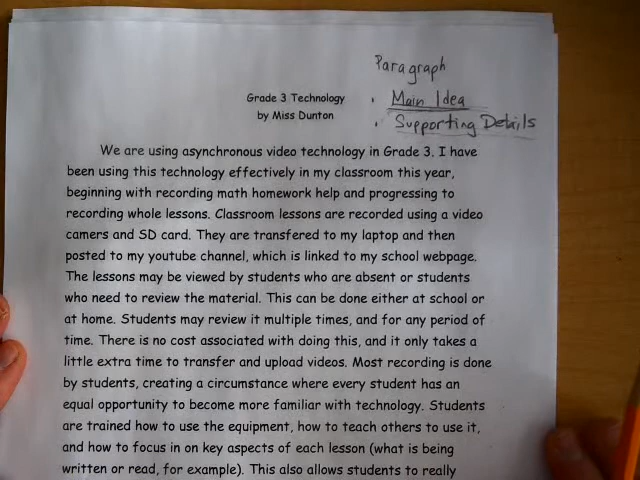 Paragraph
Grade 3 Technology
• Main Idea
by Miss Dunton
• Supporting Details
We are using asynchronous video technology in Grade 3. I have
been using this technology effectively in my classroom this year,
beginning with recording math homework help and progressing to
recording whole lessons. Classroom lessons are recorded using a video
camers and SD card. They are transfered to my laptop and then
posted to my youtube channel, which is linked to my school webpage.
The lessons may be viewed by students who are absent or students
who need to review the material. This can be done either at school or
at home. Students may review it multiple times, and for any period of
time. There is no cost associated with doing this, and it only takes a
little extra time to transfer and upload videos. Most recording is done
by students, creating a circumstance where every student has an
equal opportunity to become more familiar with technology. Students
are trained how to use the equipment, how to teach others to use it,
and how to focus in on key aspects of each lesson (what is being
written or read, for example). This also allows students to really